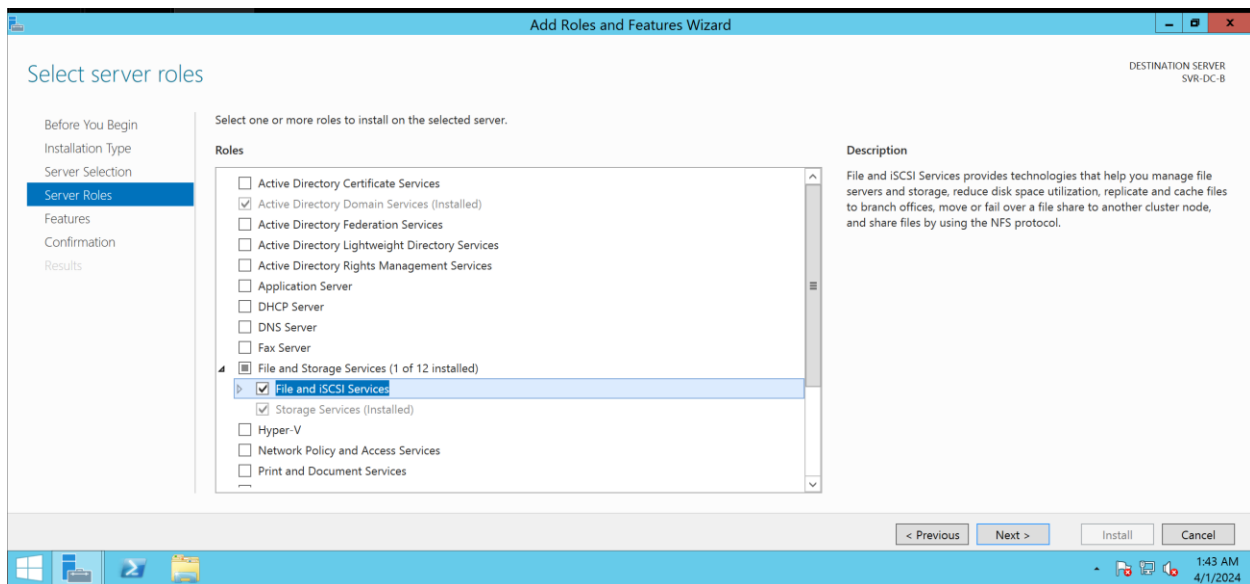 Add Roles and Features Wizard
Select server roles
DESTINATION SERVER
SVR-DC-B
Before You Begin
Installation Type
Server Selection
Server Roles
Features
Confirmation
Results
Select one or more roles to install on the selected server.
Roles
Active Directory Certificate Services
Active Directory Domain Services (Installed)
Active Directory Federation Services
Active Directory Lightweight Directory Services
Active Directory Rights Management Services
Application Server
DHCP Server
DNS Server
Fax Server
File and Storage Services (1 of 12 installed)
File and iSCSI Services
Storage Services (Installed)
Hyper-V
Network Policy and Access Services
Print and Document Services
Description
File and iSCSI Services provides technologies that help you manage file
servers and storage, reduce disk space utilization, replicate and cache files
to branch offices, move or fail over a file share to another cluster node,
and share files by using the NFS protocol.
< Previous
Next >
Install
Cancel
1:43 AM
4/1/2024